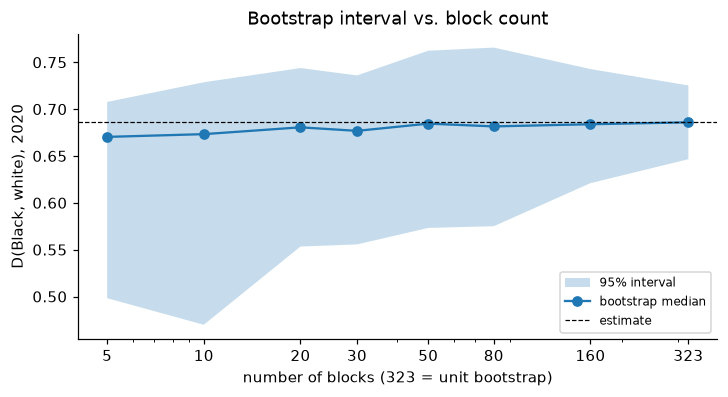 Bootstrap interval vs. block count
D(Black, white), 2020
0.75
0.70
0.65
0.60
0.55
0.50
95% interval
bootstrap median
estimate
5 10 20 30 50 80 160 323
number of blocks (323 = unit bootstrap)